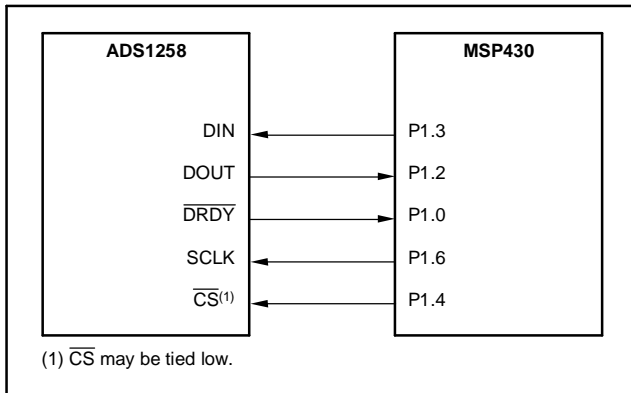 ADS1258 MSP430
DIN P1.3
DOUT P1.2
DRDY P1.0
SCLK P1.6
CS(1) P1.4
(1) CS may be tied low.